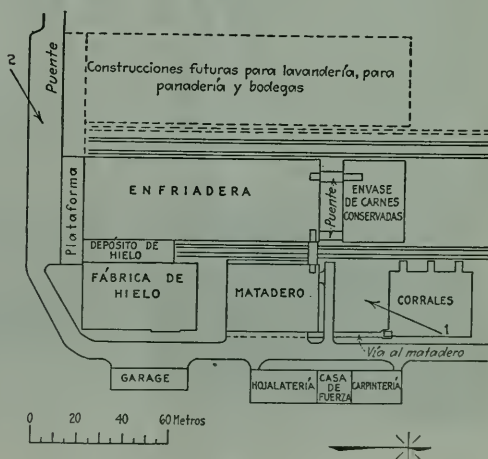 2
Puente
Construcciones futuras para lavandería, para
panadería y bodegas
Plataforma
ENFRIADERA
Puente
ENVASE
DE CARNES
CONSERVADAS
DEPÓSITO DE
HIELO
FÁBRICA DE
HIELO
MATADERO
CORRALES
1
Vía al matadero
GARAGE
HOJALATERÍA
CASA
DE
FUERZA
CARPINTERÍA
0 20 40 60 Metros